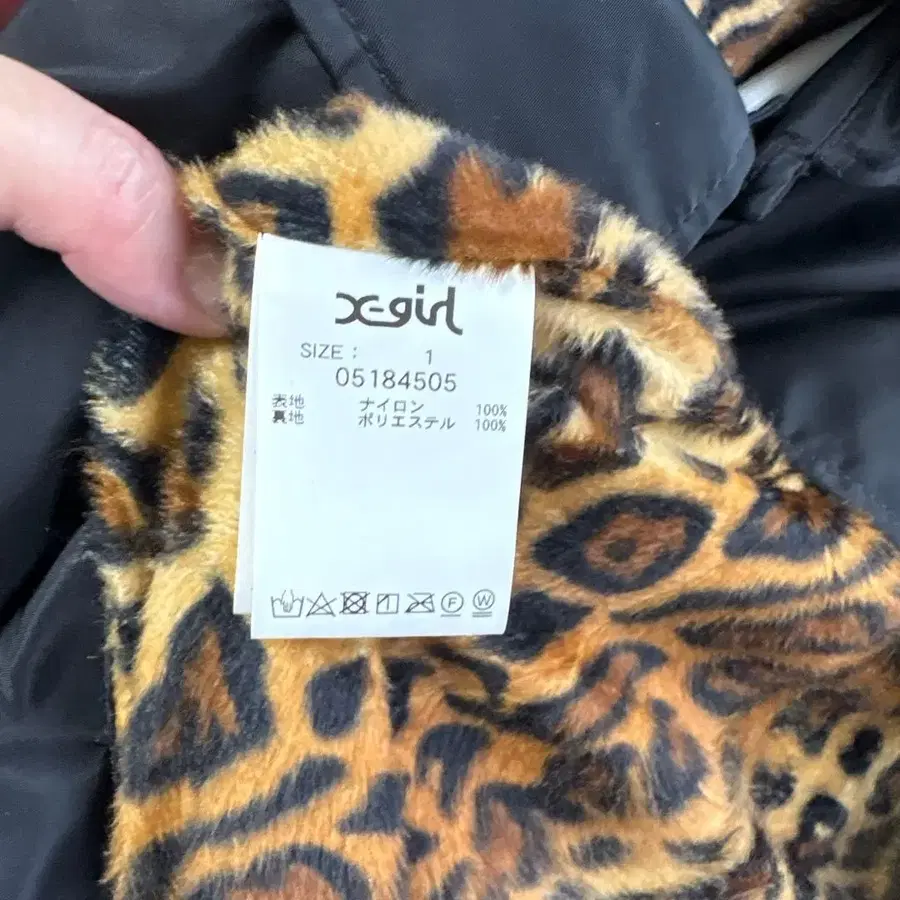 X-girl
SIZE : 1
05184505
表地 ナイロン 100%
裏地 ポリエステル 100%
F W